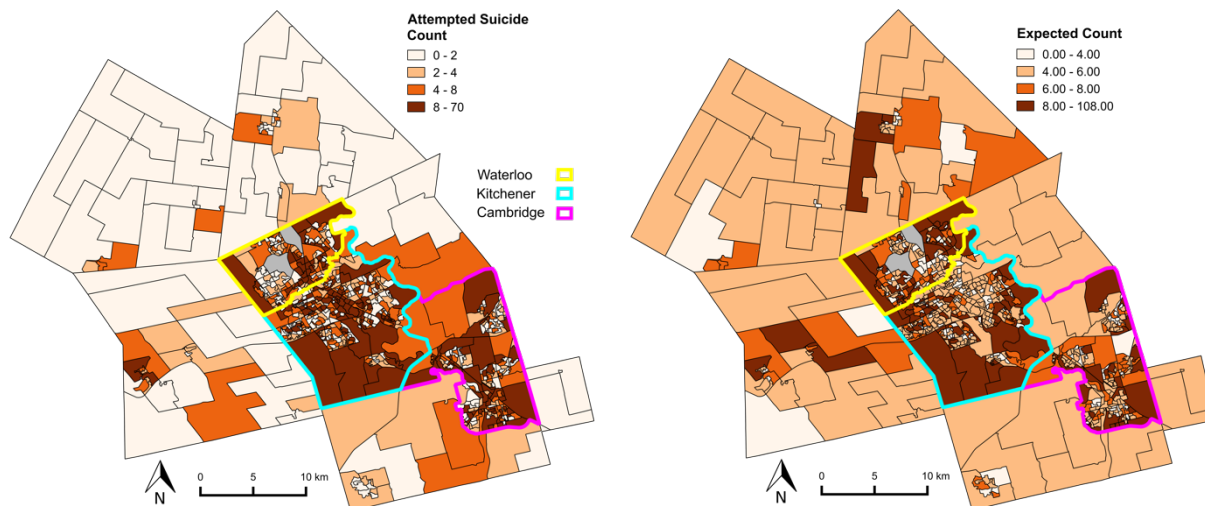 Attempted Suicide
Count
0 - 2
2 - 4
4 - 8
8 - 70
Waterloo
Kitchener
Cambridge
N
0 5 10 km
Expected Count
0.00 - 4.00
4.00 - 6.00
6.00 - 8.00
8.00 - 108.00
N
0 5 10 km